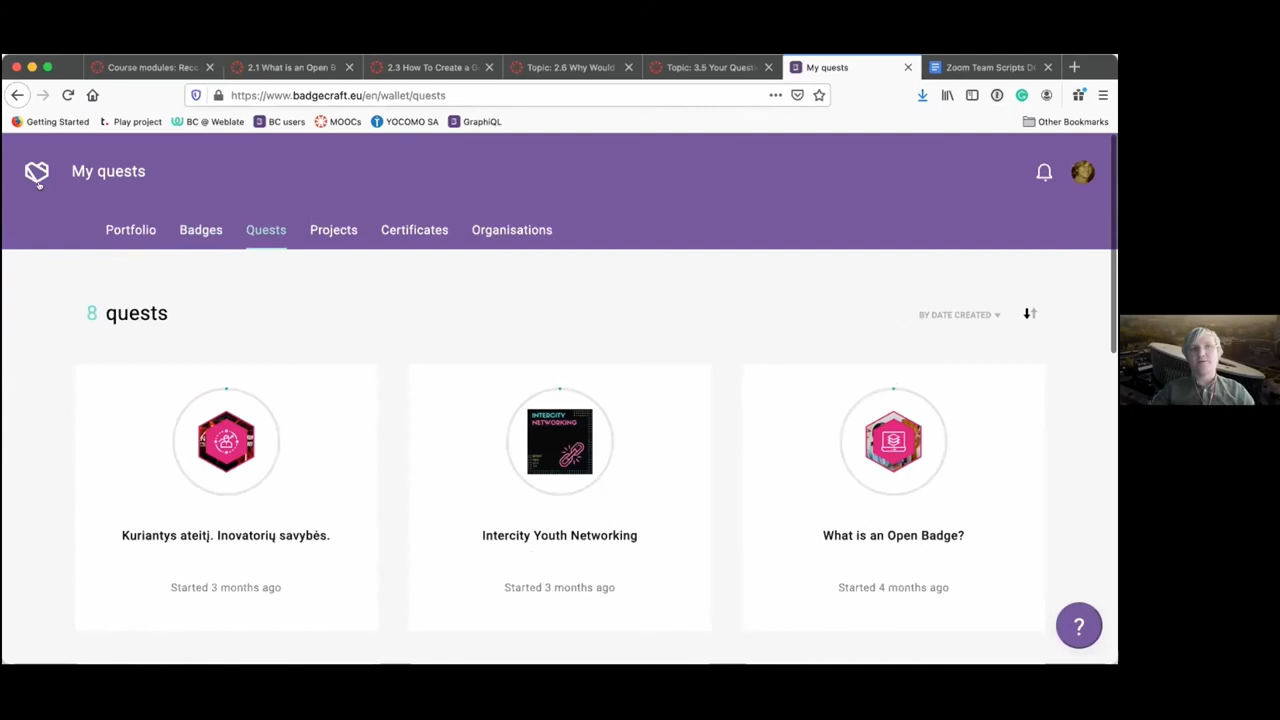 Course modules: Reco
2.1 What is an Open B
2.3 How To Create a G
Topic: 2.6 Why Would
Topic: 3.5 Your Quest
My quests
Zoom Team Scripts D
https://www.badgecraft.eu/en/wallet/quests
Getting Started
Play project
BC @ Weblate
BC users
MOOCs
YOCOMO SA
GraphiQL
Other Bookmarks
My quests
Portfolio
Badges
Quests
Projects
Certificates
Organisations
8 quests
BY DATE CREATED
INTERCITY
NETWORKING
Kuriantys ateitį. Inovatorių savybės.
Intercity Youth Networking
What is an Open Badge?
Started 3 months ago
Started 3 months ago
Started 4 months ago
?